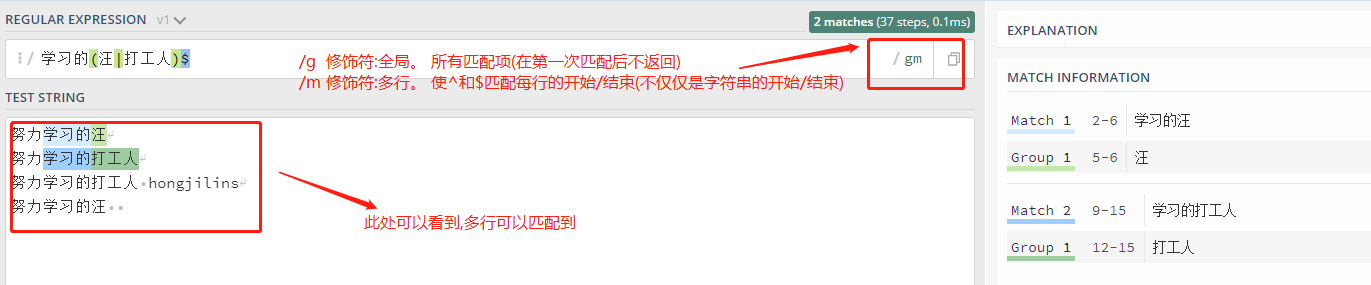 REGULAR EXPRESSION v1
2 matches (37 steps, 0.1ms)
/ 学习的(汪|打工人)$
/ gm
/g 修饰符:全局。 所有匹配项(在第一次匹配后不返回)
/m 修饰符:多行。 使^和$匹配每行的开始/结束(不仅仅是字符串的开始/结束)
TEST STRING
努力学习的汪↵
努力学习的打工人↵
努力学习的打工人·hongjilins↵
努力学习的汪··
此处可以看到,多行可以匹配到
EXPLANATION
MATCH INFORMATION
Match 1 2-6 学习的汪
Group 1 5-6 汪
Match 2 9-15 学习的打工人
Group 1 12-15 打工人